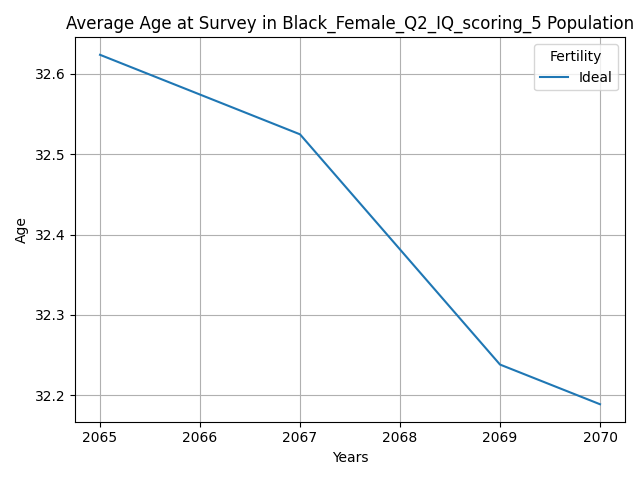 Average Age at Survey in Black_Female_Q2_IQ_scoring_5 Population
Fertility
Ideal
32.6
32.5
32.4
32.3
32.2
Age
2065 2066 2067 2068 2069 2070
Years